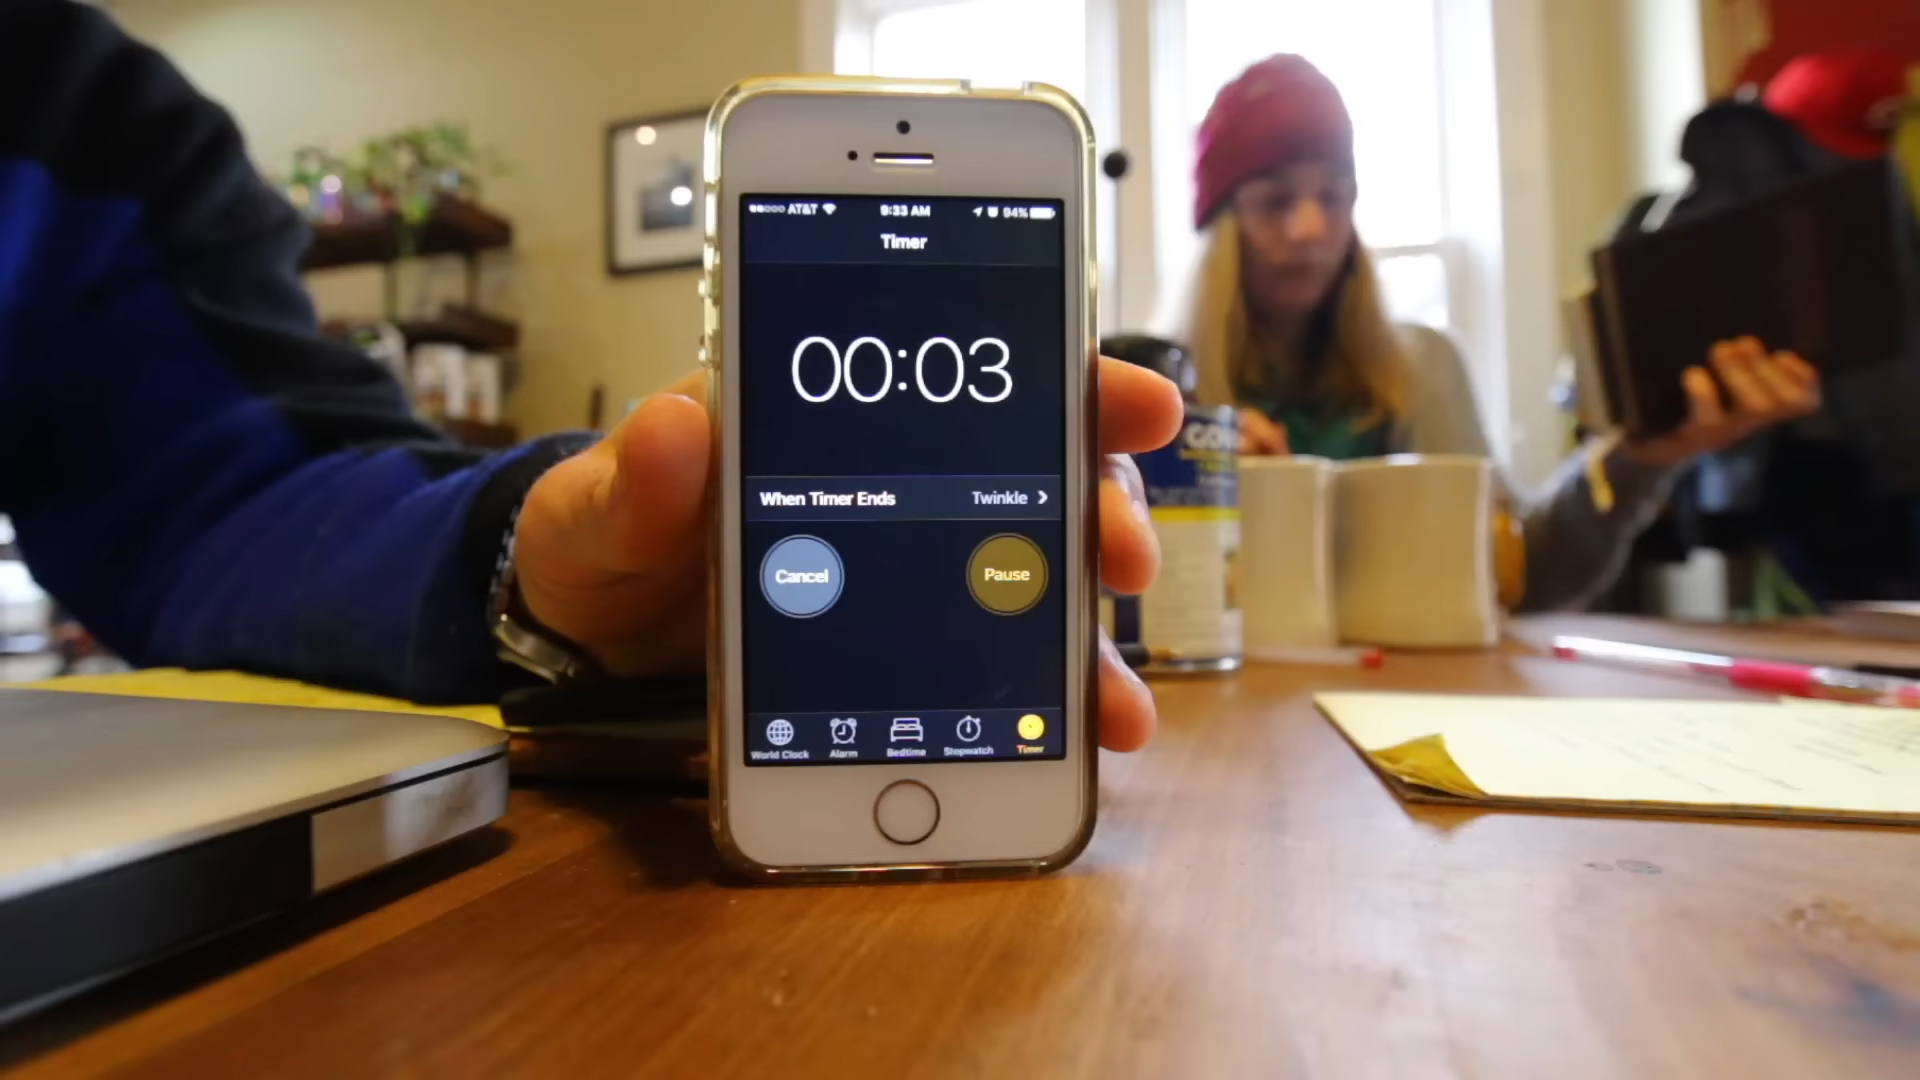 AT&T 9:33 AM 94%
Timer
00:03
When Timer Ends Twinkle
Cancel Pause
World Clock Alarm Bedtime Stopwatch Timer